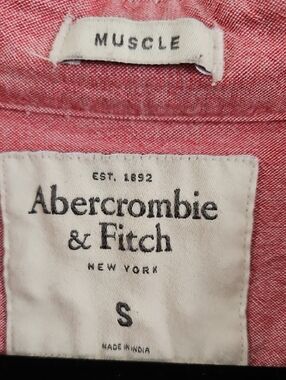 MUSCLE
EST. 1892
Abercrombie
& Fitch
NEW YORK
S
MADE IN INDIA